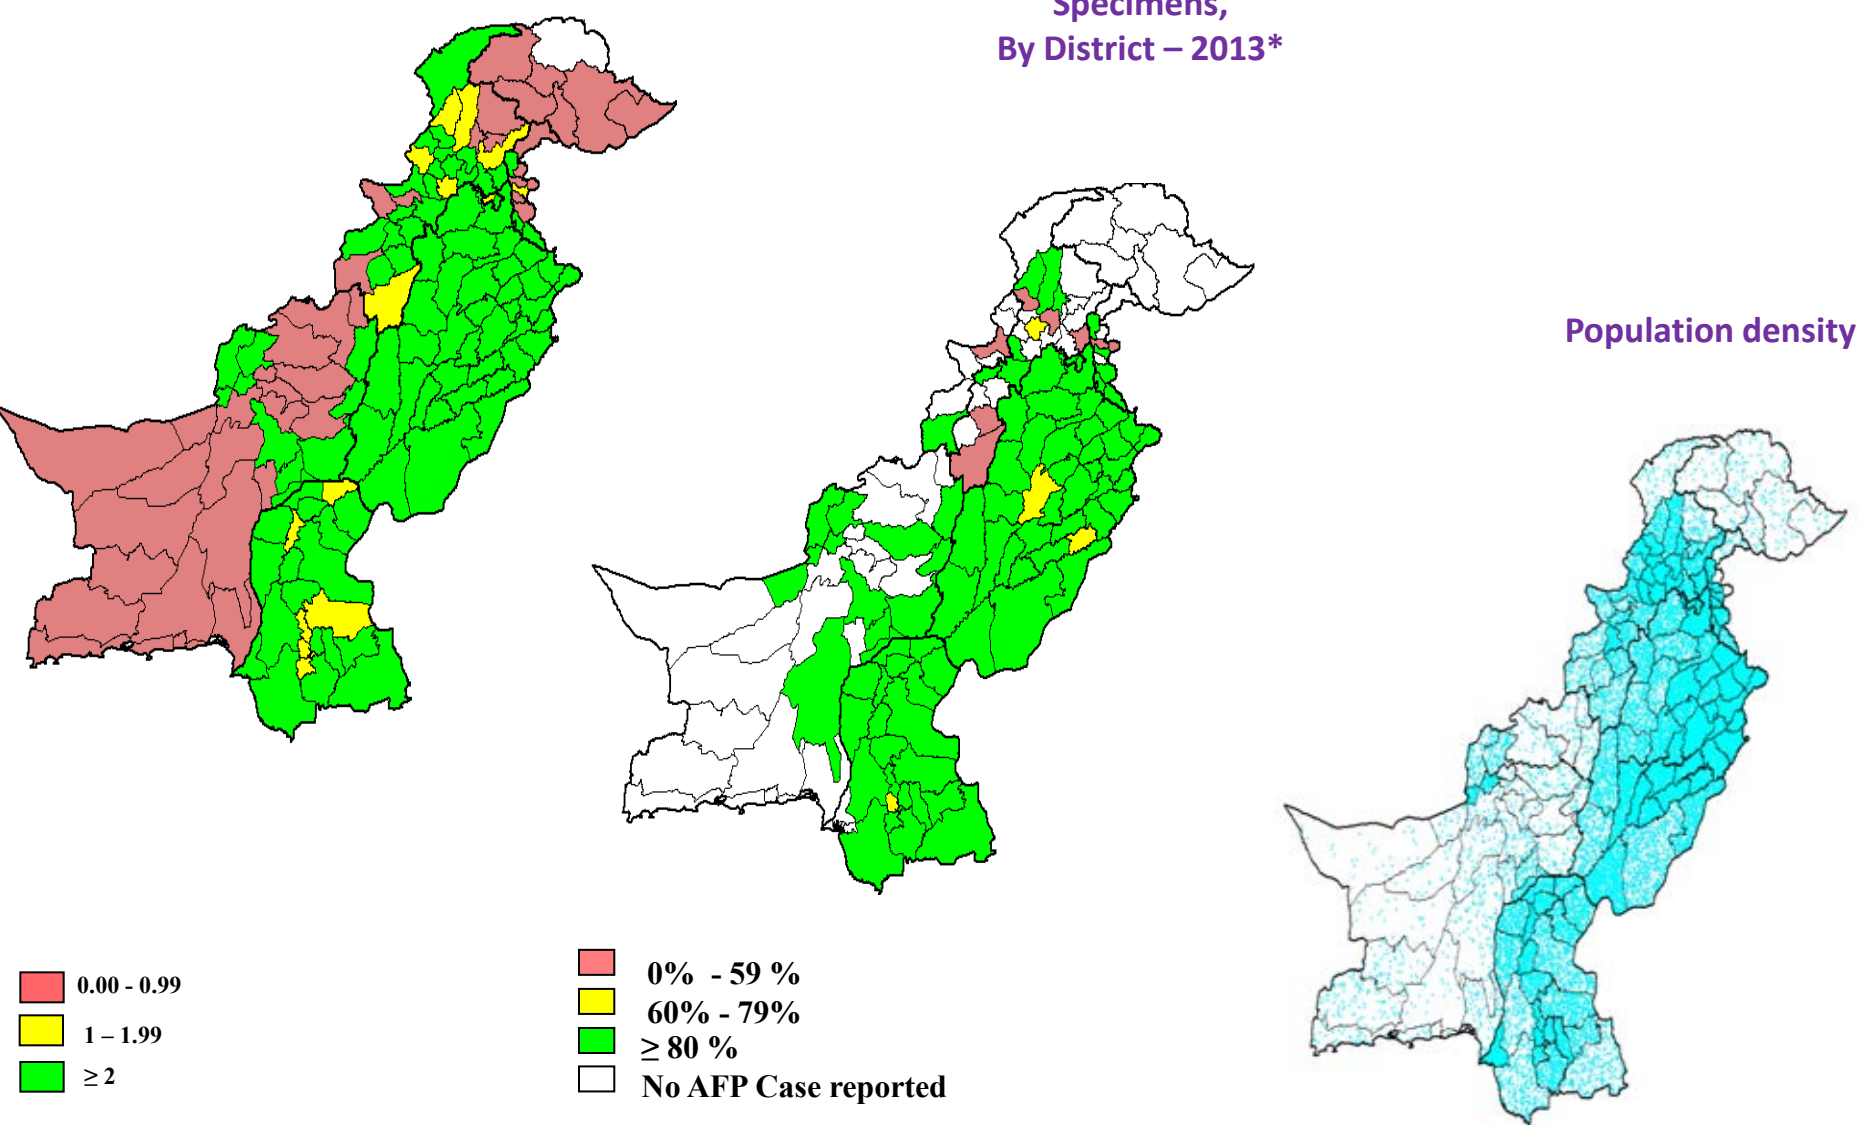 Specimens,
By District – 2013*
Population density
0.00 - 0.99
1 – 1.99
≥ 2
0% - 59 %
60% - 79%
≥ 80 %
No AFP Case reported